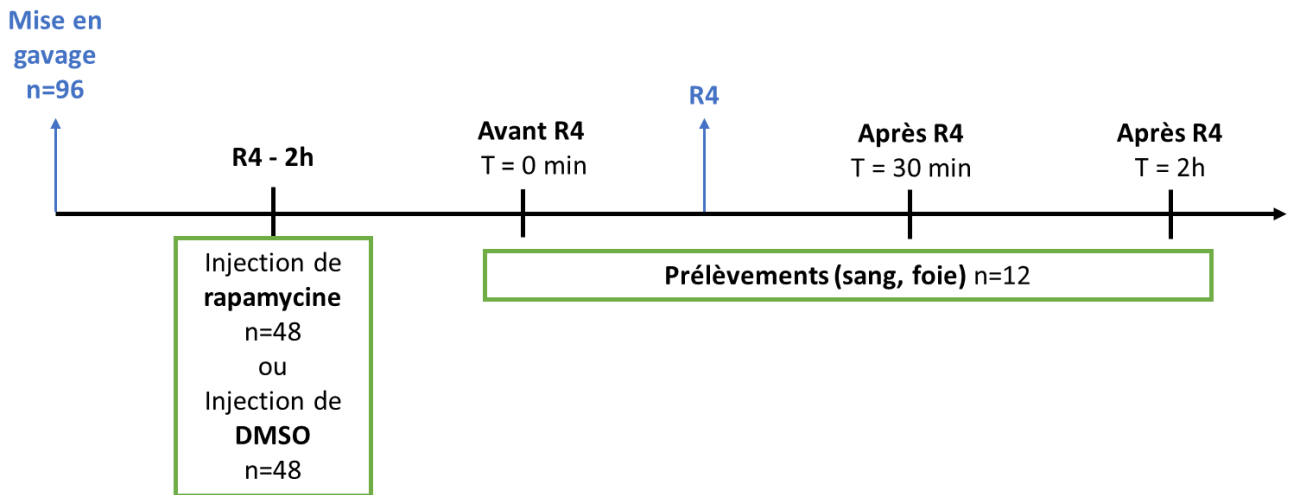 Mise en
gavage
n=96
R4 - 2h
Avant R4
T = 0 min
R4
Après R4
T = 30 min
Après R4
T = 2h
Injection de
rapamycine
n=48
ou
Injection de
DMSO
n=48
Prélèvements (sang, foie) n=12